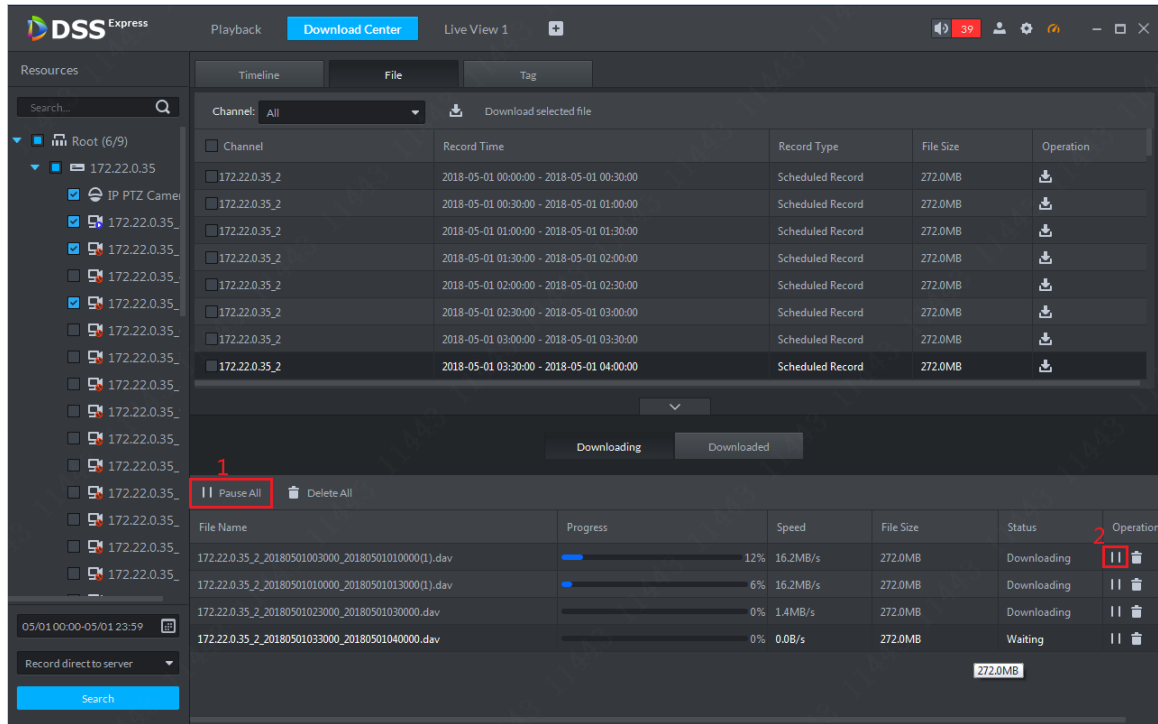 DSS Express
Playback Download Center Live View 1
39
Resources
Timeline File Tag
Search...
Channel: All Download selected file
Root (6/9)
172.22.0.35
IP PTZ Camer
172.22.0.35_
172.22.0.35_
172.22.0.35_
172.22.0.35_
172.22.0.35_
172.22.0.35_
172.22.0.35_
172.22.0.35_
172.22.0.35_
172.22.0.35_
172.22.0.35_
172.22.0.35_
172.22.0.35_
172.22.0.35_
05/01 00:00-05/01 23:59
Record direct to server
Search
Channel Record Time Record Type File Size Operation
172.22.0.35_2 2018-05-01 00:00:00 - 2018-05-01 00:30:00 Scheduled Record 272.0MB
172.22.0.35_2 2018-05-01 00:30:00 - 2018-05-01 01:00:00 Scheduled Record 272.0MB
172.22.0.35_2 2018-05-01 01:00:00 - 2018-05-01 01:30:00 Scheduled Record 272.0MB
172.22.0.35_2 2018-05-01 01:30:00 - 2018-05-01 02:00:00 Scheduled Record 272.0MB
172.22.0.35_2 2018-05-01 02:00:00 - 2018-05-01 02:30:00 Scheduled Record 272.0MB
172.22.0.35_2 2018-05-01 02:30:00 - 2018-05-01 03:00:00 Scheduled Record 272.0MB
172.22.0.35_2 2018-05-01 03:00:00 - 2018-05-01 03:30:00 Scheduled Record 272.0MB
172.22.0.35_2 2018-05-01 03:30:00 - 2018-05-01 04:00:00 Scheduled Record 272.0MB
Downloading Downloaded
1
Pause All Delete All
File Name Progress Speed File Size Status Operation
2
172.22.0.35_2_20180501003000_20180501010000(1).dav 12% 16.2MB/s 272.0MB Downloading
172.22.0.35_2_20180501010000_20180501013000(1).dav 6% 16.2MB/s 272.0MB Downloading
172.22.0.35_2_20180501023000_20180501030000.dav 0% 1.4MB/s 272.0MB Downloading
172.22.0.35_2_20180501033000_20180501040000.dav 0% 0.0B/s 272.0MB Waiting
272.0MB